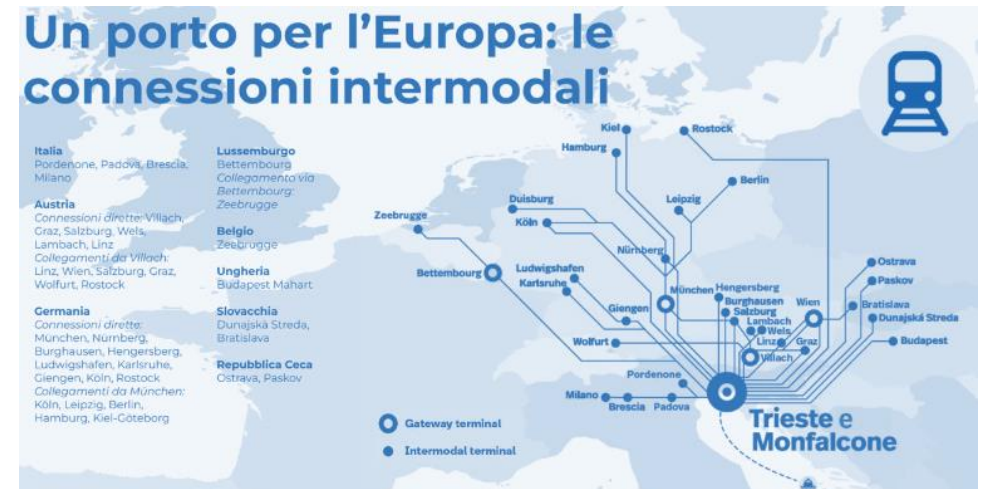 Un porto per l'Europa: le
connessioni intermodali
Italia
Pordenone, Padova, Brescia,
Milano
Austria
Connessioni dirette: Villach,
Graz, Salzburg, Wels,
Lambach, Linz
Collegamenti da Villach:
Linz, Wien, Salzburg, Graz,
Wolfurt, Rostock
Germania
Connessioni dirette:
München, Nürnberg,
Burghausen, Hengersberg,
Ludwigshafen, Karlsruhe,
Giengen, Köln, Rostock
Collegamenti da München:
Köln, Leipzig, Berlin,
Hamburg, Kiel-Göteborg
Lussemburgo
Bettembourg
Collegamento via
Bettembourg:
Zeebrugge
Belgio
Zeebrugge
Ungheria
Budapest Mahart
Slovacchia
Dunajská Streda,
Bratislava
Repubblica Ceca
Ostrava, Paskov
Kiel
Rostock
Hamburg
Berlin
Leipzig
Duisburg
Zeebrugge
Köln
Nürnberg
Ostrava
Ludwigshafen
Bettembourg
Paskov
Karlsruhe
München
Hengersberg
Burghausen
Wien
Bratislava
Giengen
Salzburg
Dunajská Streda
Lambach
Wels
Wolfurt
Linz
Graz
Budapest
Villach
Pordenone
Milano
Brescia
Padova
Trieste e
Monfalcone
Gateway terminal
Intermodal terminal